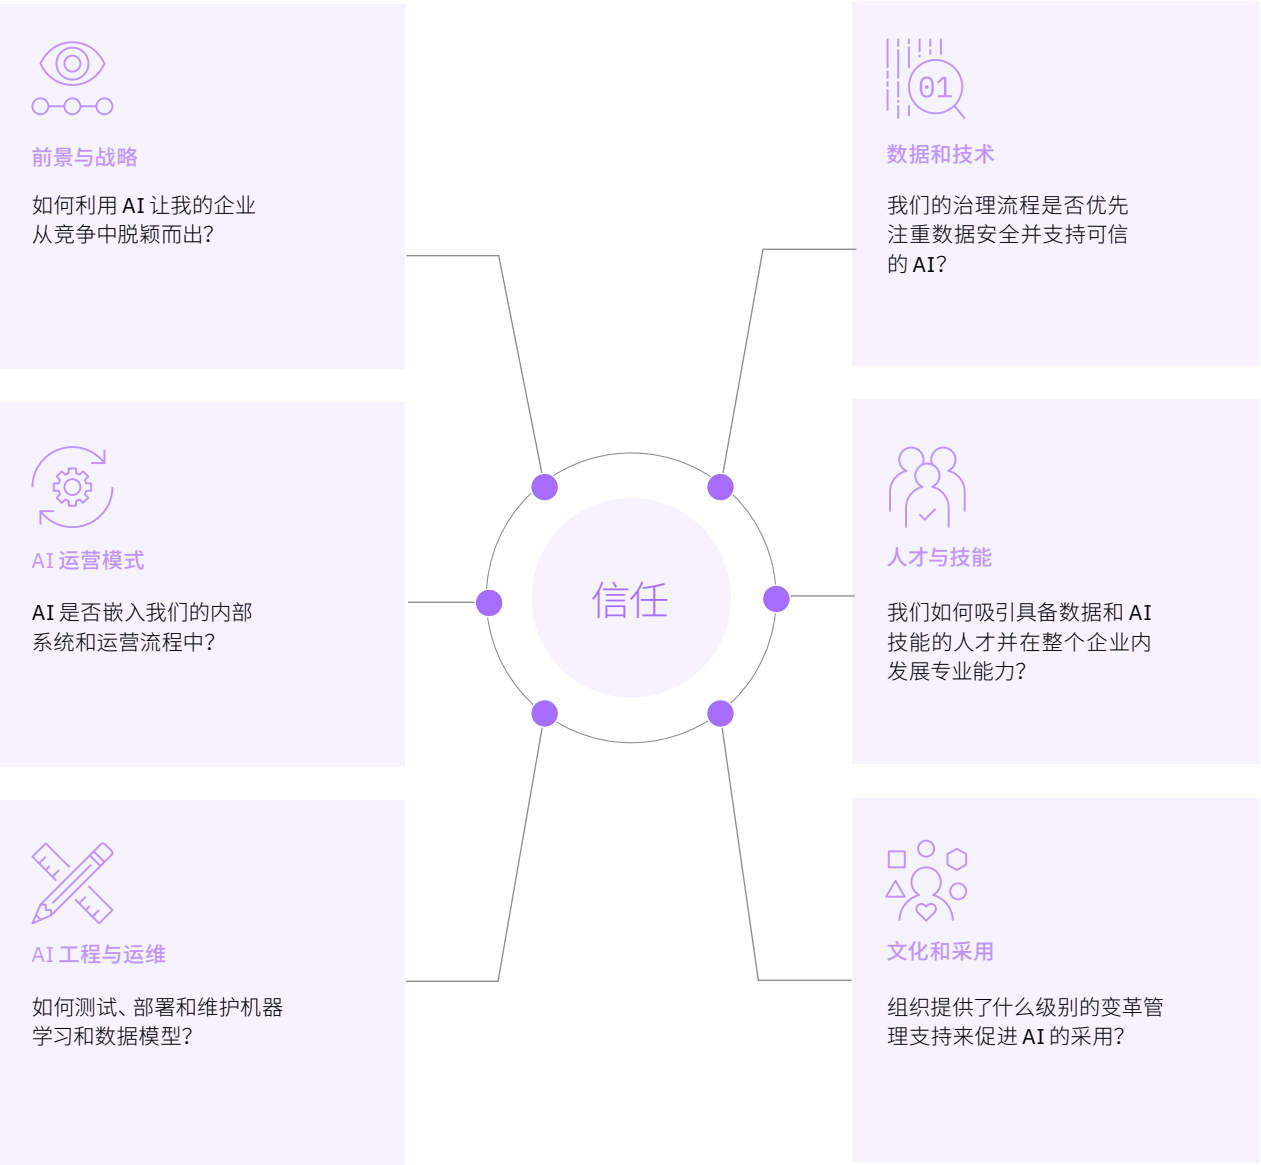 前景与战略
如何利用 AI 让我的企业
从竞争中脱颖而出？
AI 运营模式
AI 是否嵌入我们的内部
系统和运营流程中？
AI 工程与运维
如何测试、部署和维护机器
学习和数据模型？
信任
01
数据和技术
我们的治理流程是否优先
注重数据安全并支持可信
的 AI？
人才与技能
我们如何吸引具备数据和 AI
技能的人才并在整个企业内
发展专业能力？
文化和采用
组织提供了什么级别的变革管
理支持来促进 AI 的采用？